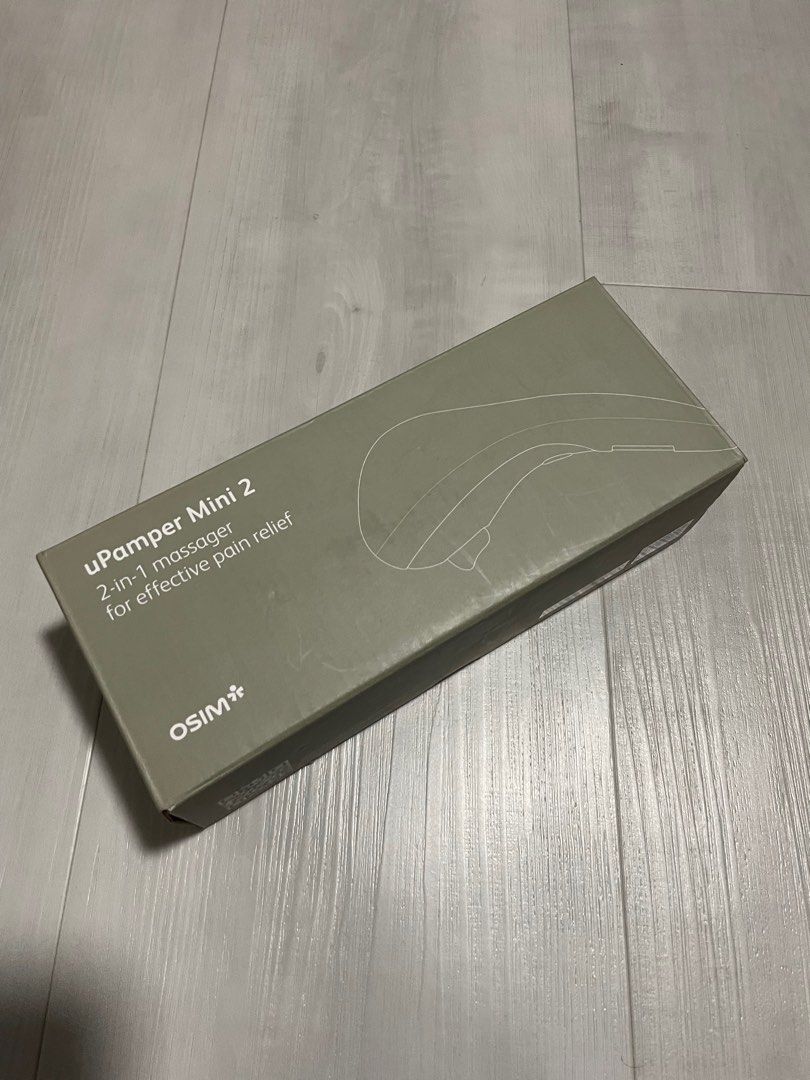 uPamper Mini 2
2-in-1 massager
for effective pain relief
OSIM